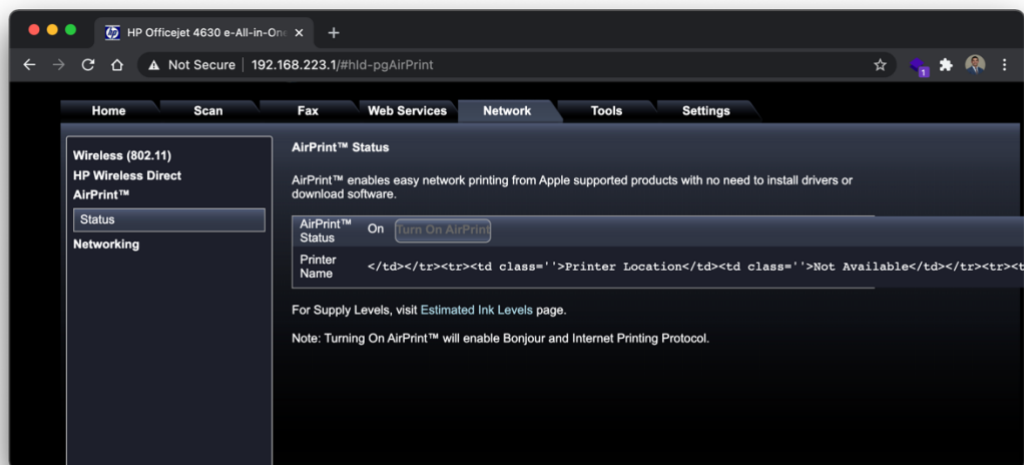 HP Officejet 4630 e-All-in-One
Not Secure | 192.168.223.1/#hId-pgAirPrint
1
Home Scan Fax Web Services Network Tools Settings
Wireless (802.11)
HP Wireless Direct
AirPrint™
Status
Networking
AirPrint™ Status
AirPrint™ enables easy network printing from Apple supported products with no need to install drivers or
download software.
AirPrint™
Status
On
Turn On AirPrint
Printer
Name
</td></tr><tr><td class=''>Printer Location</td><td class=''>Not Available</td></tr><tr><t
For Supply Levels, visit Estimated Ink Levels page.
Note: Turning On AirPrint™ will enable Bonjour and Internet Printing Protocol.